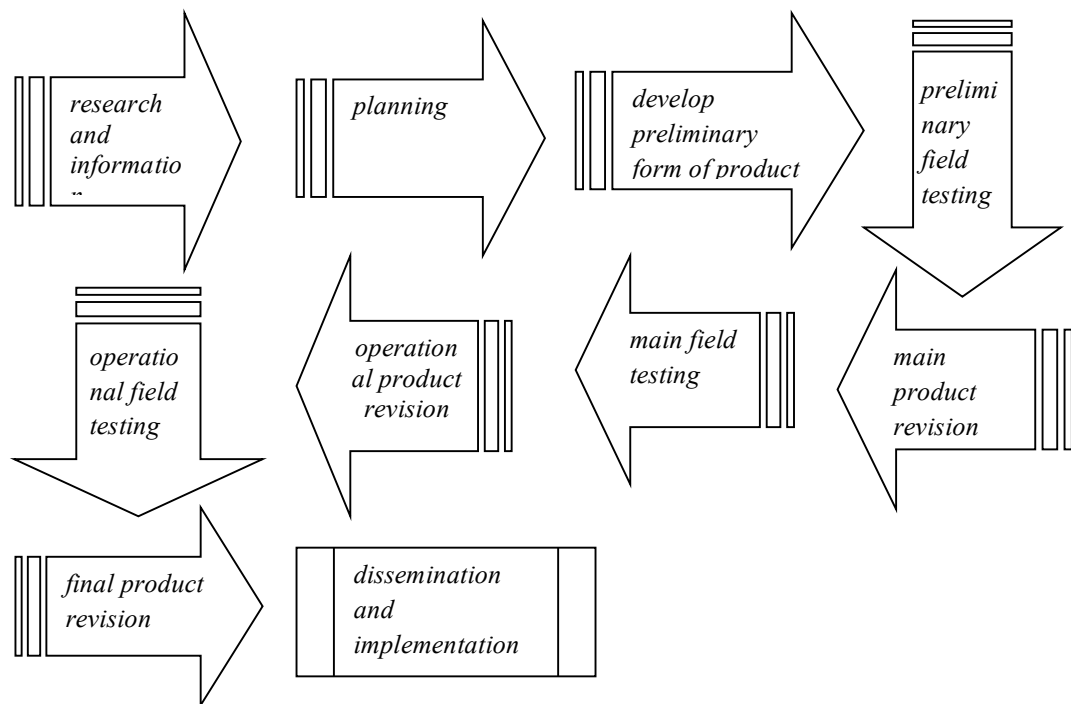 research
and
informatio
planning
develop
preliminary
form of product
prelimi
nary
field
testing
main
product
revision
main field
testing
operation
al product
revision
operatio
nal field
testing
final product
revision
dissemination
and
implementation